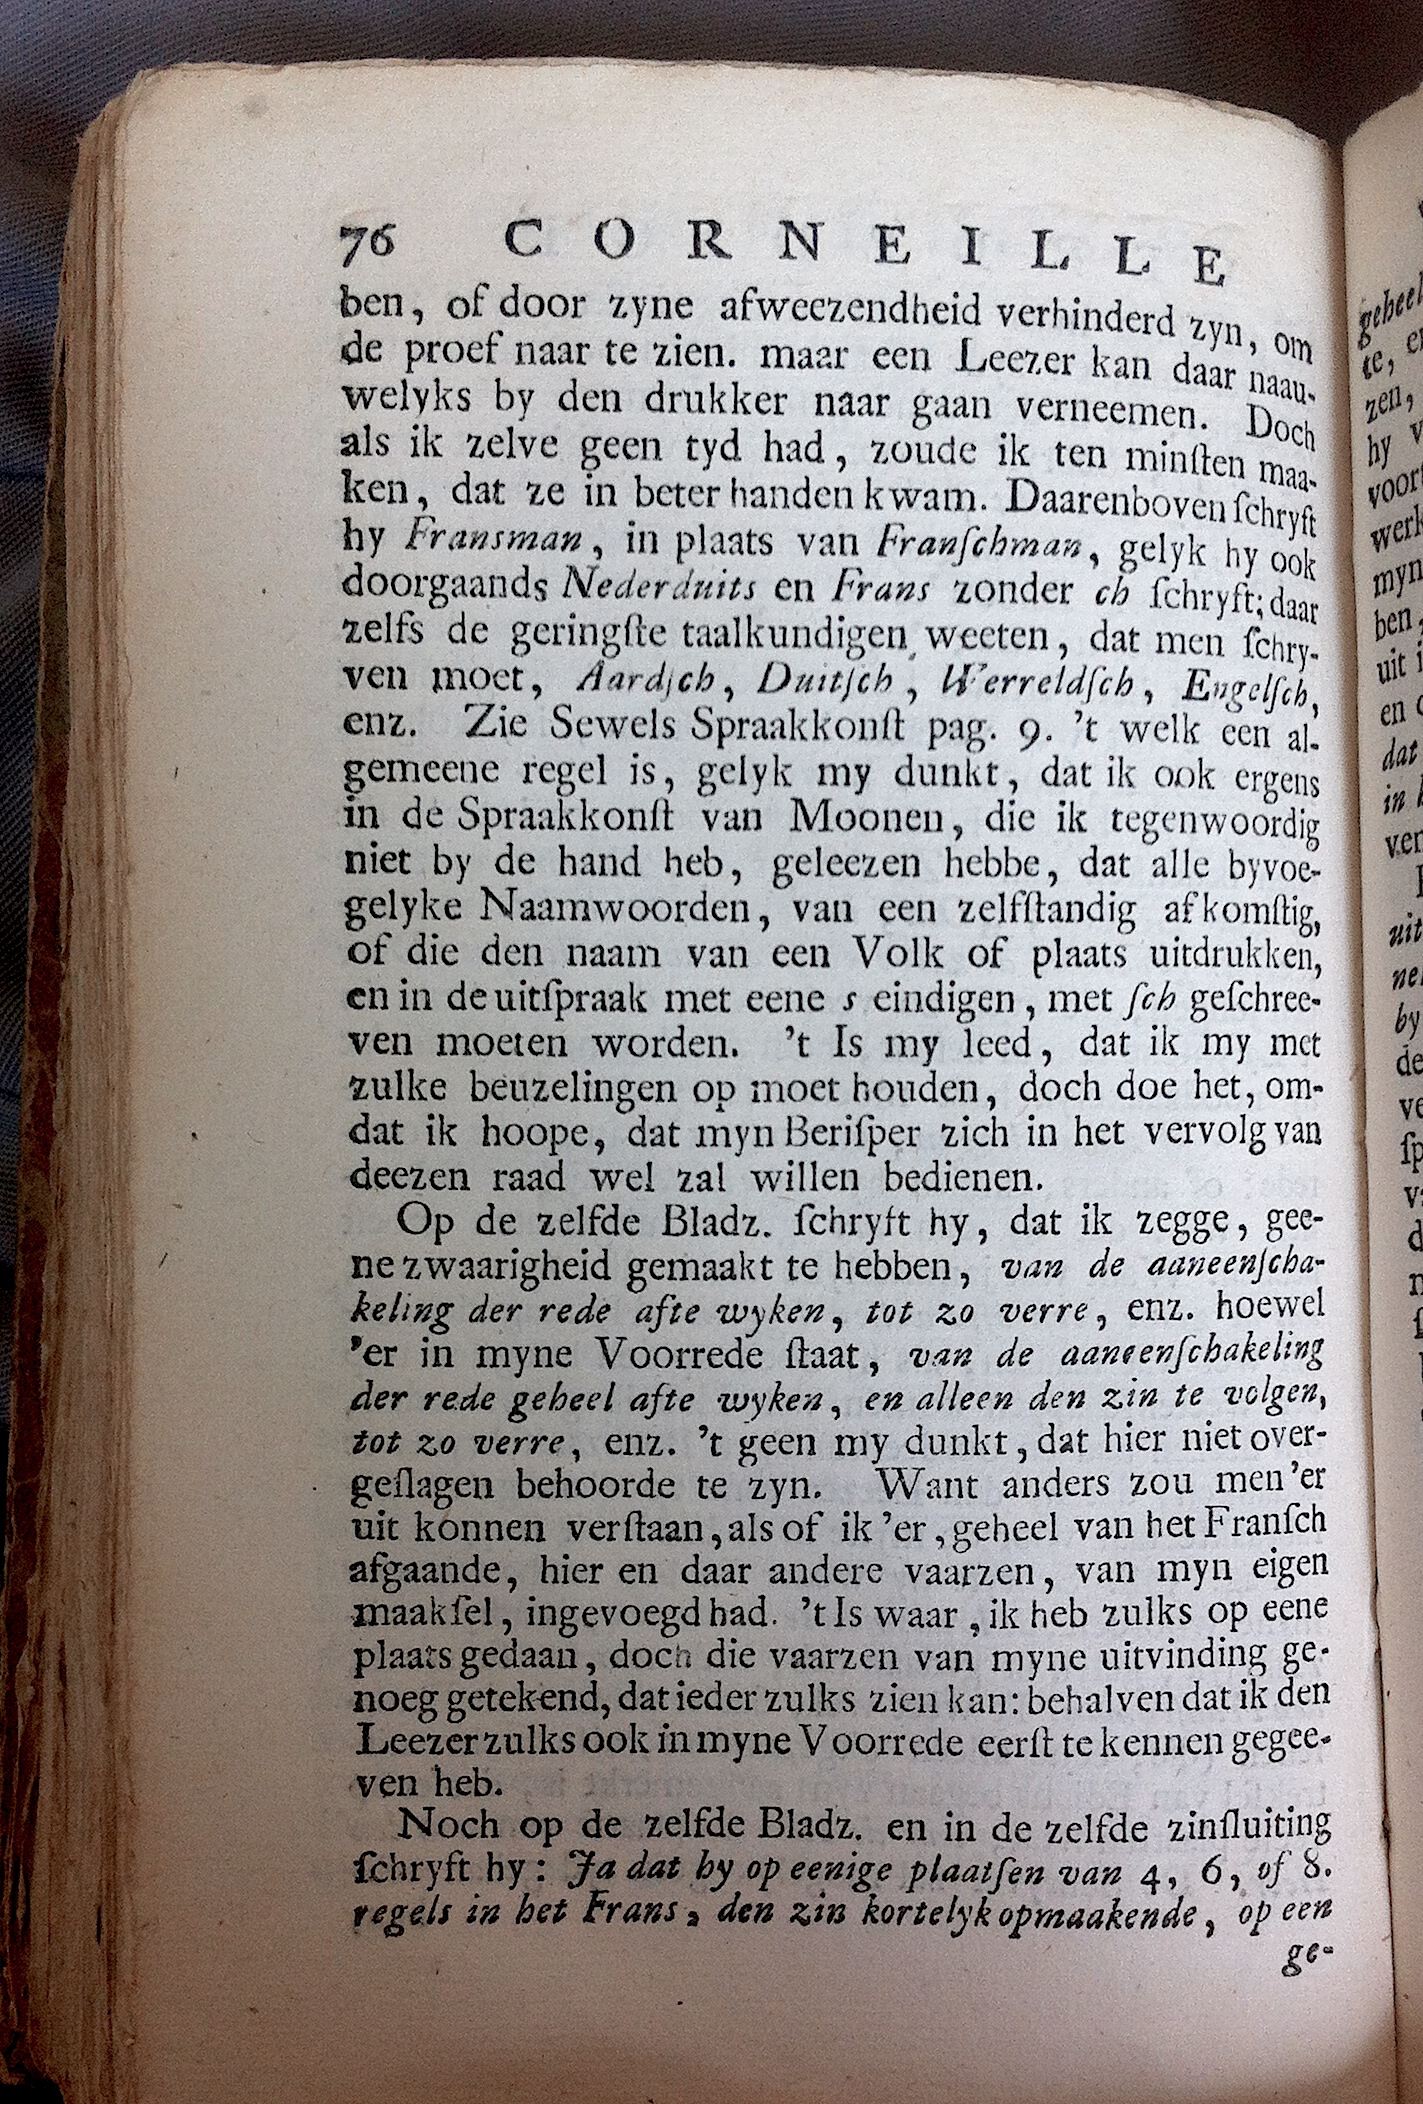 76 CORNEILLE
ben, of door zyne afweezendheid verhinderd zyn, om
de proef naar te zien. maar een Leezer kan daar naau-
welyks by den drukker naar gaan verneemen. Doch
als ik zelve geen tyd had, zoude ik ten minſten maa-
ken, dat ze in beter handen kwam. Daarenboven ſchryft
hy Fransman, in plaats van Franſchman, gelyk hy ook
doorgaands Nederduits en Frans zonder ch ſchryft; daar
zelfs de geringſte taalkundigen weeten, dat men ſchry-
ven moet, Aardſch, Duitſch, Werreldſch, Engelſch,
enz. Zie Sewels Spraakkonſt pag. 9. 't welk een al-
gemeene regel is, gelyk my dunkt, dat ik ook ergens
in de Spraakkonſt van Moonen, die ik tegenwoordig
niet by de hand heb, geleezen hebbe, dat alle byvoe-
gelyke Naamwoorden, van een zelfſtandig afkomſtig,
of die den naam van een Volk of plaats uitdrukken,
en in de uitſpraak met eene s eindigen, met ſch geſchree-
ven moeten worden. 't Is my leed, dat ik my met
zulke beuzelingen op moet houden, doch doe het, om-
dat ik hoope, dat myn Beriſper zich in het vervolg van
deezen raad wel zal willen bedienen.
Op de zelfde Bladz. ſchryft hy, dat ik zegge, gee-
ne zwaarigheid gemaakt te hebben, van de aaneenſcha-
keling der rede afte wyken, tot zo verre, enz. hoewel
'er in myne Voorrede ſtaat, van de aaneenſchakeling
der rede geheel afte wyken, en alleen den zin te volgen,
tot zo verre, enz. 't geen my dunkt, dat hier niet over-
geſlagen behoorde te zyn. Want anders zou men 'er
uit konnen verſtaan, als of ik 'er, geheel van het Franſch
afgaande, hier en daar andere vaarzen, van myn eigen
maakſel, ingevoegd had. 't Is waar, ik heb zulks op eene
plaats gedaan, doch die vaarzen van myne uitvinding ge-
noeg getekend, dat ieder zulks zien kan: behalven dat ik den
Leezer zulks ook in myne Voorrede eerſt te kennen gegee-
ven heb.
Noch op de zelfde Bladz. en in de zelfde zinſluiting
ſchryft hy: Ja dat hy op eenige plaatſen van 4, 6, of 8.
regels in het Frans, den zin kortelyk opmaakende, op een
ge-
geheel
te,
zen,
hy
voort
werk
myn
ben,
uit
en
dat
in
ver
uit
by
de